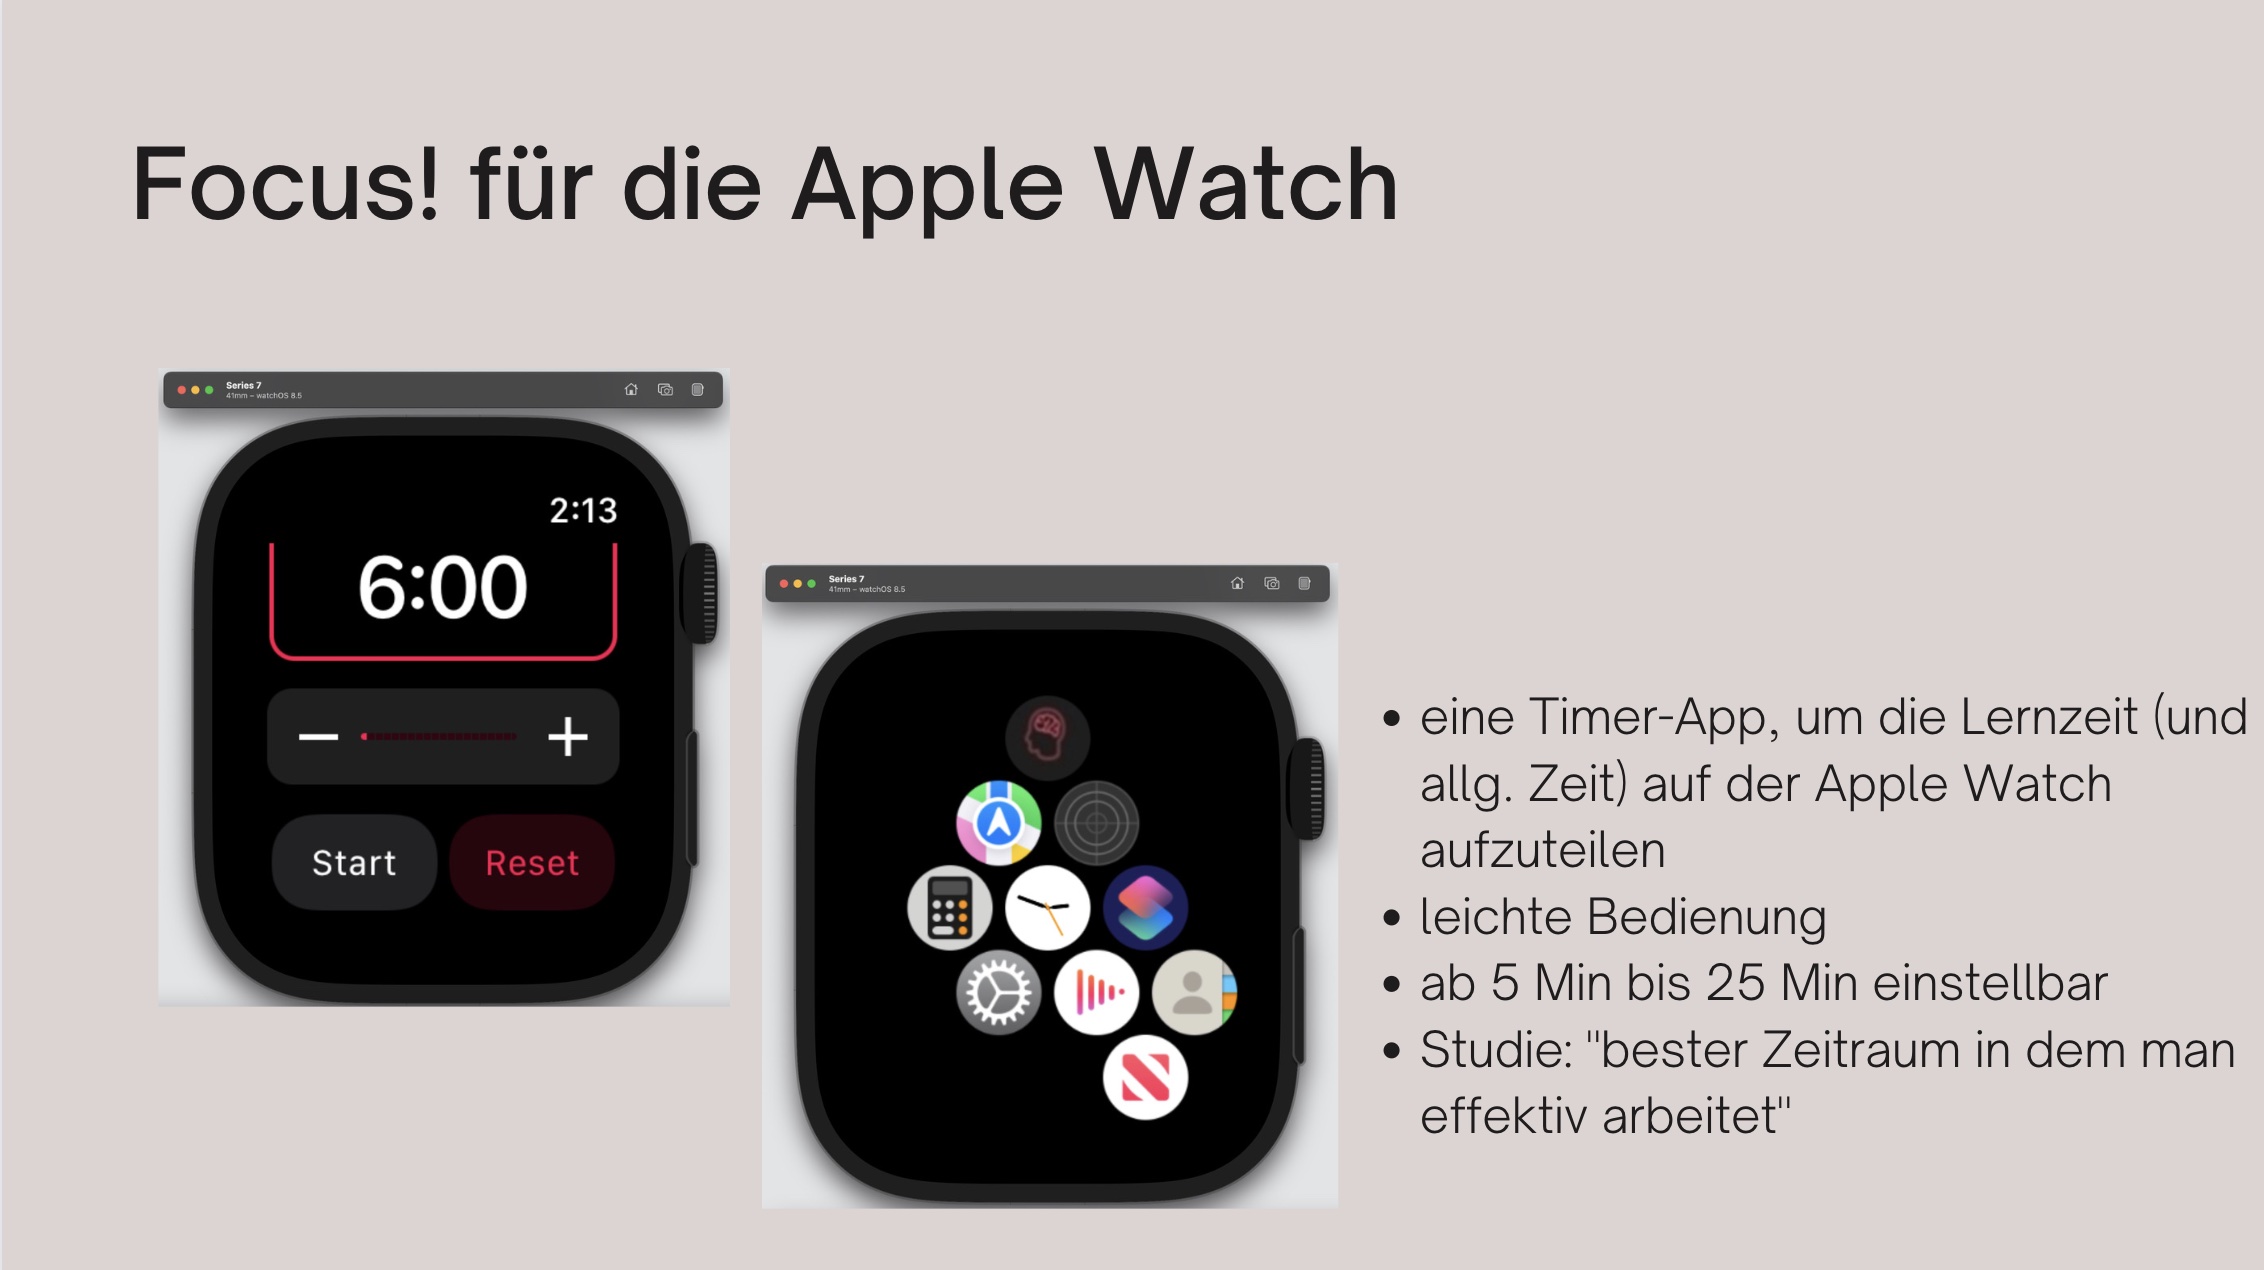 Focus! für die Apple Watch
Series 7
41mm – watchOS 8.5
2:13
6:00
Start
Reset
Series 7
41mm – watchOS 8.5
• eine Timer-App, um die Lernzeit (und
allg. Zeit) auf der Apple Watch
aufzuteilen
• leichte Bedienung
• ab 5 Min bis 25 Min einstellbar
• Studie: "bester Zeitraum in dem man
effektiv arbeitet"